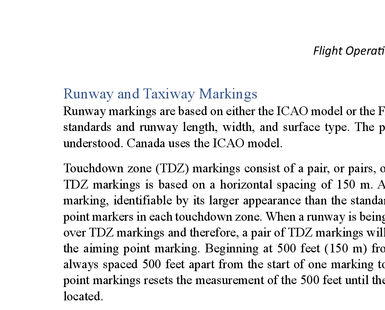 Flight Operati
Runway and Taxiway Markings
Runway markings are based on either the ICAO model or the F
standards and runway length, width, and surface type. The p
understood. Canada uses the ICAO model.
Touchdown zone (TDZ) markings consist of a pair, or pairs, o
TDZ markings is based on a horizontal spacing of 150 m. A
marking, identifiable by its larger appearance than the standa
point markers in each touchdown zone. When a runway is being
over TDZ markings and therefore, a pair of TDZ markings will
the aiming point marking. Beginning at 500 feet (150 m) fro
always spaced 500 feet apart from the start of one marking to
point markings resets the measurement of the 500 feet until the
located.